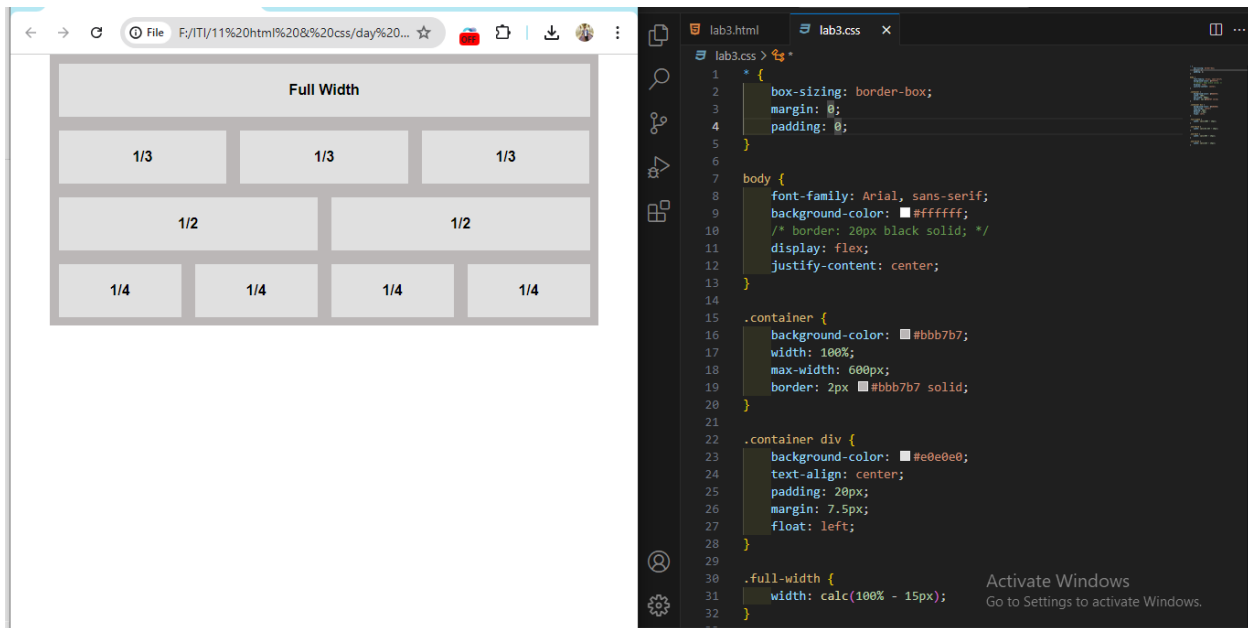 File F:/ITI/11%20html%20&%20css/day%20...
OFF
Full Width
1/3 1/3 1/3
1/2 1/2
1/4 1/4 1/4 1/4
lab3.html lab3.css
lab3.css > *
1 * {
2 box-sizing: border-box;
3 margin: 0;
4 padding: 0;
5 }
6
7 body {
8 font-family: Arial, sans-serif;
9 background-color: #ffffff;
10 /* border: 20px black solid; */
11 display: flex;
12 justify-content: center;
13 }
14
15 .container {
16 background-color: #bbb7b7;
17 width: 100%;
18 max-width: 600px;
19 border: 2px #bbb7b7 solid;
20 }
21
22 .container div {
23 background-color: #e0e0e0;
24 text-align: center;
25 padding: 20px;
26 margin: 7.5px;
27 float: left;
28 }
29
30 .full-width {
31 width: calc(100% - 15px);
32 }
Activate Windows
Go to Settings to activate Windows.